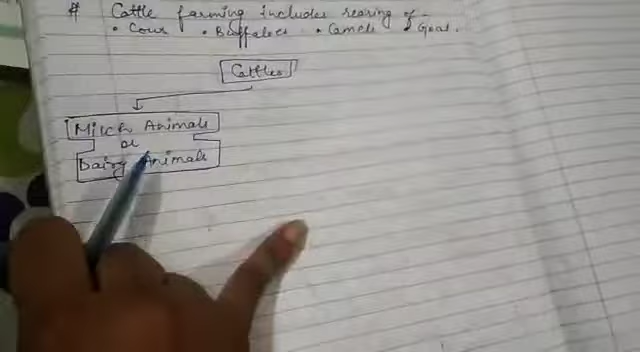 # Cattle farming includes rearing of -
• Cows • Buffaloes • Camels & Goat.
Cattles
Milch Animals
or
Dairy Animals